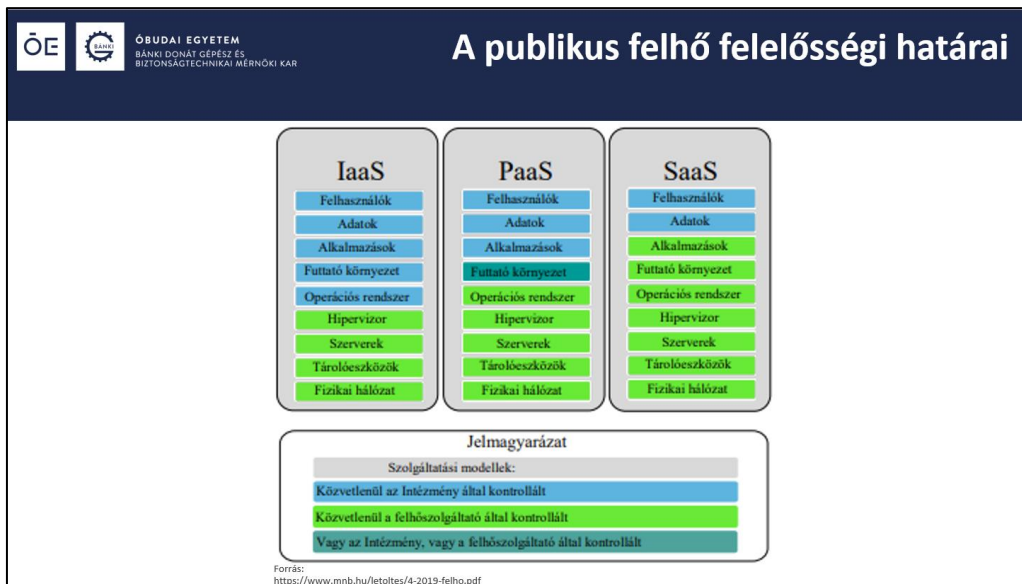 ŌE
BÁNKI
ÓBUDAI EGYETEM
BÁNKI DONÁT GÉPÉSZ ÉS
BIZTONSÁGTECHNIKAI MÉRNÖKI KAR
A publikus felhő felelősségi határai
IaaS
Felhasználók
Adatok
Alkalmazások
Futtató környezet
Operációs rendszer
Hipervizor
Szerverek
Tárolóeszközök
Fizikai hálózat
PaaS
Felhasználók
Adatok
Alkalmazások
Futtató környezet
Operációs rendszer
Hipervizor
Szerverek
Tárolóeszközök
Fizikai hálózat
SaaS
Felhasználók
Adatok
Alkalmazások
Futtató környezet
Operációs rendszer
Hipervizor
Szerverek
Tárolóeszközök
Fizikai hálózat
Jelmagyarázat
Szolgáltatási modellek:
Közvetlenül az Intézmény által kontrollált
Közvetlenül a felhőszolgáltató által kontrollált
Vagy az Intézmény, vagy a felhőszolgáltató által kontrollált
Forrás:
https://www.mnb.hu/letoltes/4-2019-felho.pdf